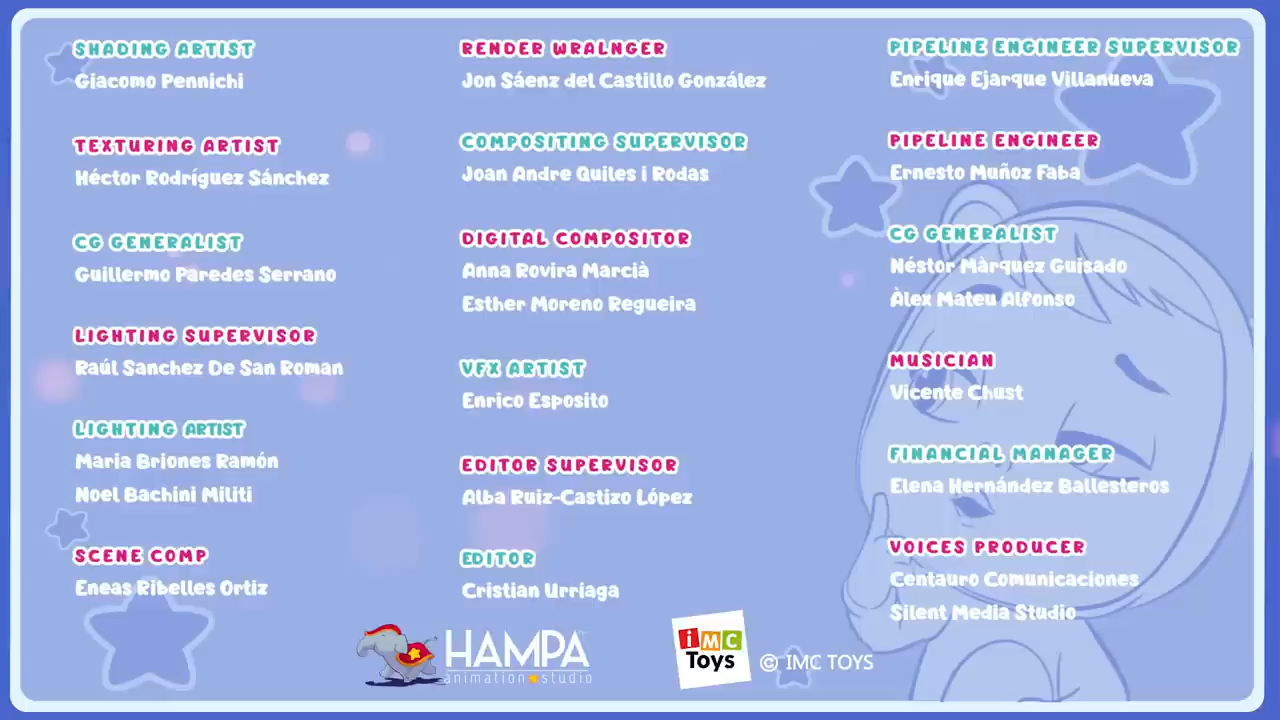 SHADING ARTIST
Giacomo Pennichi
TEXTURING ARTIST
Héctor Rodríguez Sánchez
CG GENERALIST
Guillermo Paredes Serrano
LIGHTING SUPERVISOR
Raúl Sanchez De San Roman
LIGHTING ARTIST
Maria Briones Ramón
Noel Bachini Militi
SCENE COMP
Eneas Ribelles Ortiz
RENDER WRALNGER
Jon Sáenz del Castillo González
COMPOSITING SUPERVISOR
Joan Andre Quiles i Rodas
DIGITAL COMPOSITOR
Anna Rovira Marcià
Esther Moreno Regueira
VFX ARTIST
Enrico Esposito
EDITOR SUPERVISOR
Alba Ruiz-Castizo López
EDITOR
Cristian Urriaga
PIPELINE ENGINEER SUPERVISOR
Enrique Ejarque Villanueva
PIPELINE ENGINEER
Ernesto Muñoz Faba
CG GENERALIST
Néstor Màrquez Guisado
Àlex Mateu Alfonso
MUSICIAN
Vicente Chust
FINANCIAL MANAGER
Elena Hernández Ballesteros
VOICES PRODUCER
Centauro Comunicaciones
Silent Media Studio
HAMPA
animation studio
iMC
Toys
© IMC TOYS